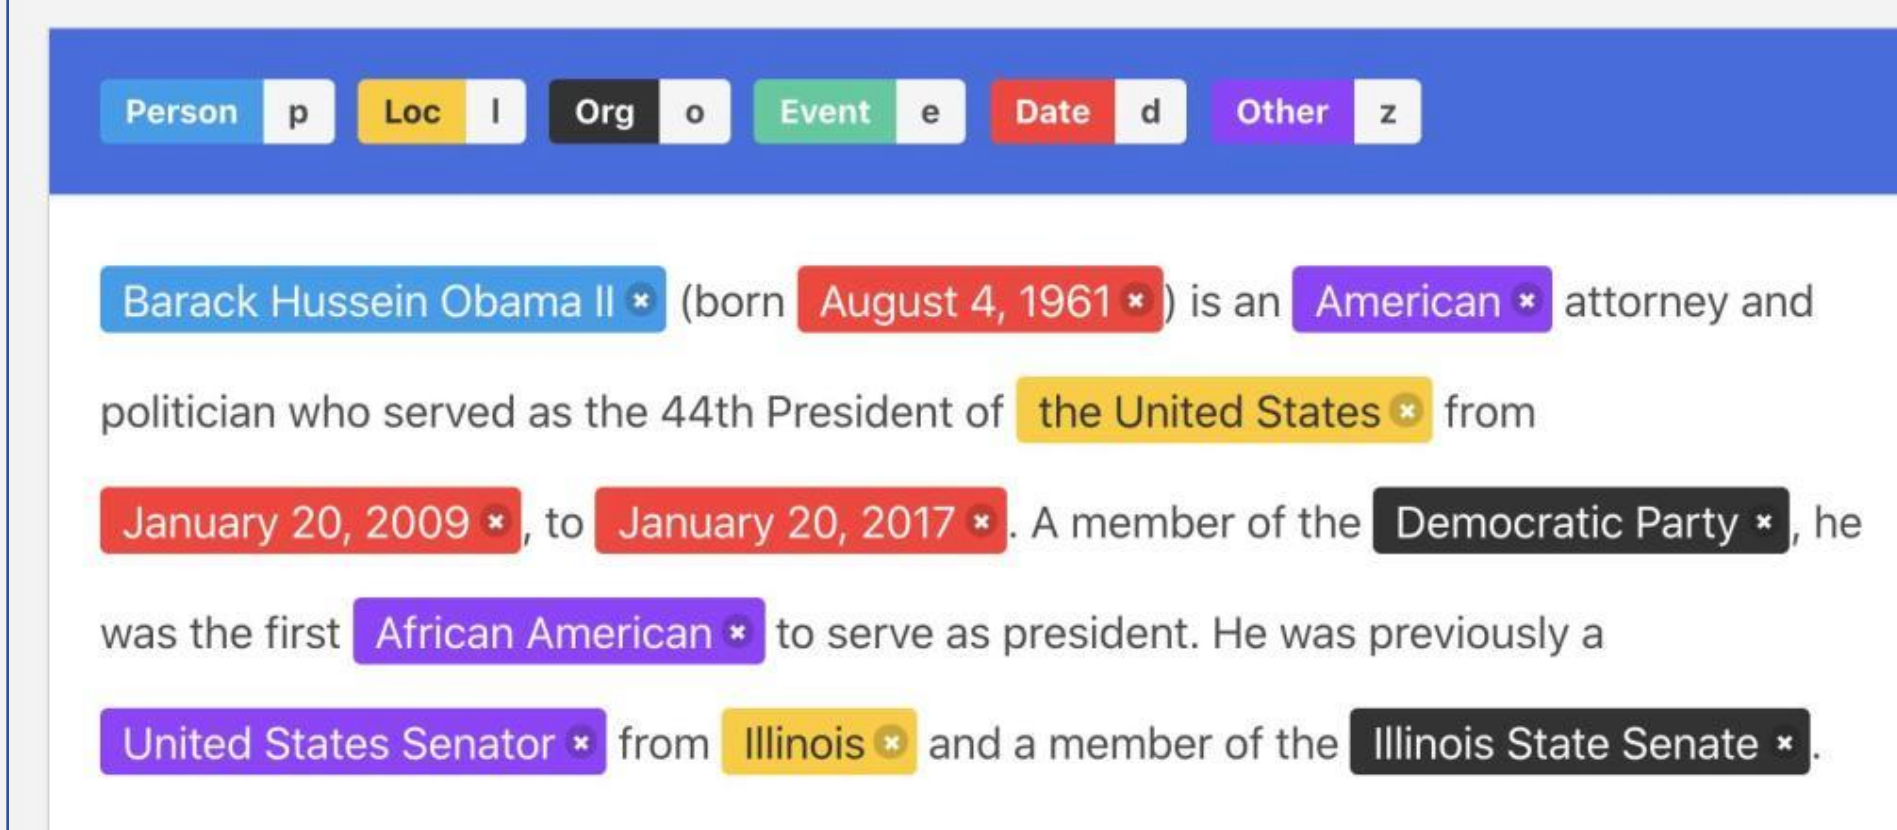 Person p Loc l Org o Event e Date d Other z
Barack Hussein Obama II × (born August 4, 1961 × ) is an American × attorney and
politician who served as the 44th President of the United States × from
January 20, 2009 × , to January 20, 2017 × . A member of the Democratic Party × , he
was the first African American × to serve as president. He was previously a
United States Senator × from Illinois × and a member of the Illinois State Senate × .